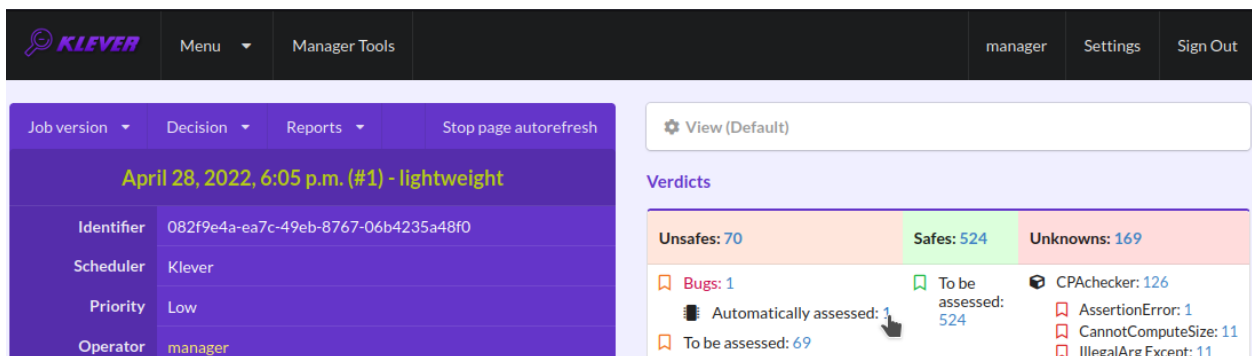 KLEVER Menu Manager Tools manager Settings Sign Out
Job version Decision Reports Stop page autorefresh
April 28, 2022, 6:05 p.m. (#1) - lightweight
Identifier 082f9e4a-ea7c-49eb-8767-06b4235a48f0
Scheduler Klever
Priority Low
Operator manager
View (Default)
Verdicts
Unsafes: 70
Bugs: 1
Automatically assessed: 1
To be assessed: 69
Safes: 524
To be
assessed:
524
Unknowns: 169
CPAchecker: 126
AssertionError: 1
CannotComputeSize: 11
IllegalArg Except: 11